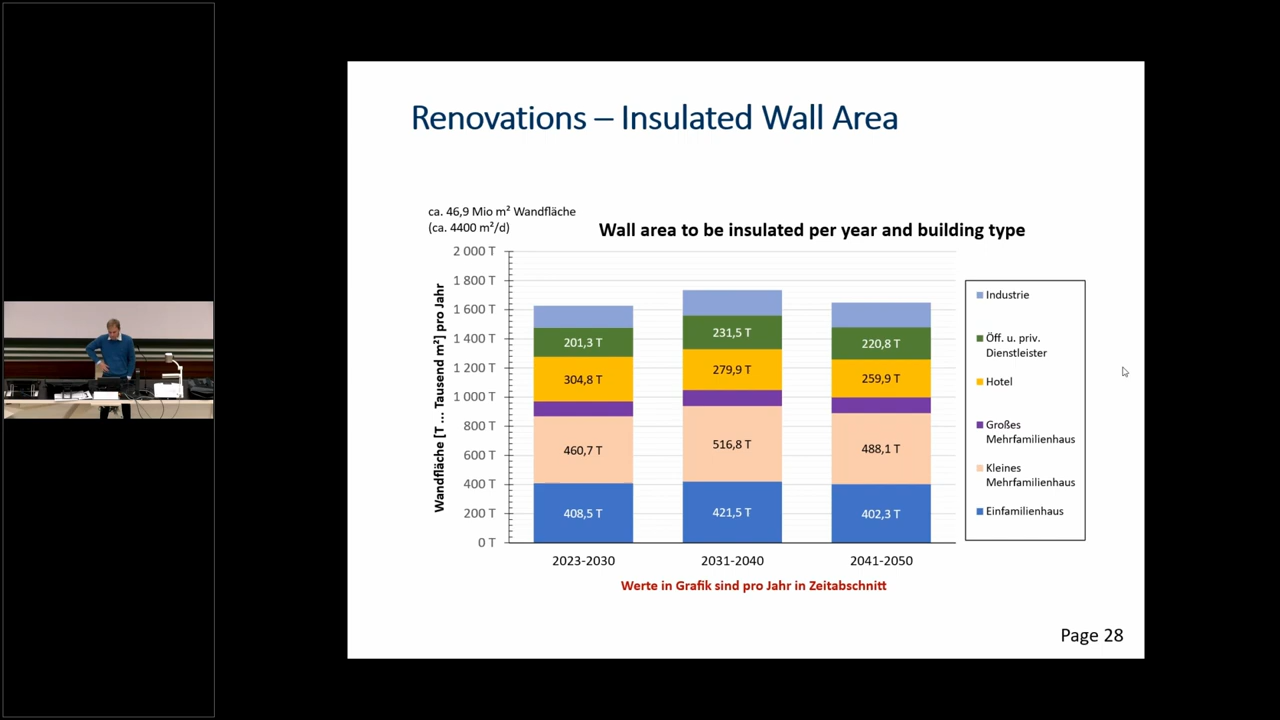 Renovations – Insulated Wall Area
ca. 46,9 Mio m² Wandfläche
(ca. 4400 m²/d)
Wall area to be insulated per year and building type
Wandfläche [T ... Tausend m²] pro Jahr
2 000 T
1 800 T
1 600 T
1 400 T
1 200 T
1 000 T
800 T
600 T
400 T
200 T
0 T
201,3 T
304,8 T
460,7 T
408,5 T
231,5 T
279,9 T
516,8 T
421,5 T
220,8 T
259,9 T
488,1 T
402,3 T
2023-2030
2031-2040
2041-2050
Industrie
Öff. u. priv.
Dienstleister
Hotel
Großes
Mehrfamilienhaus
Kleines
Mehrfamilienhaus
Einfamilienhaus
Werte in Grafik sind pro Jahr in Zeitabschnitt
Page 28